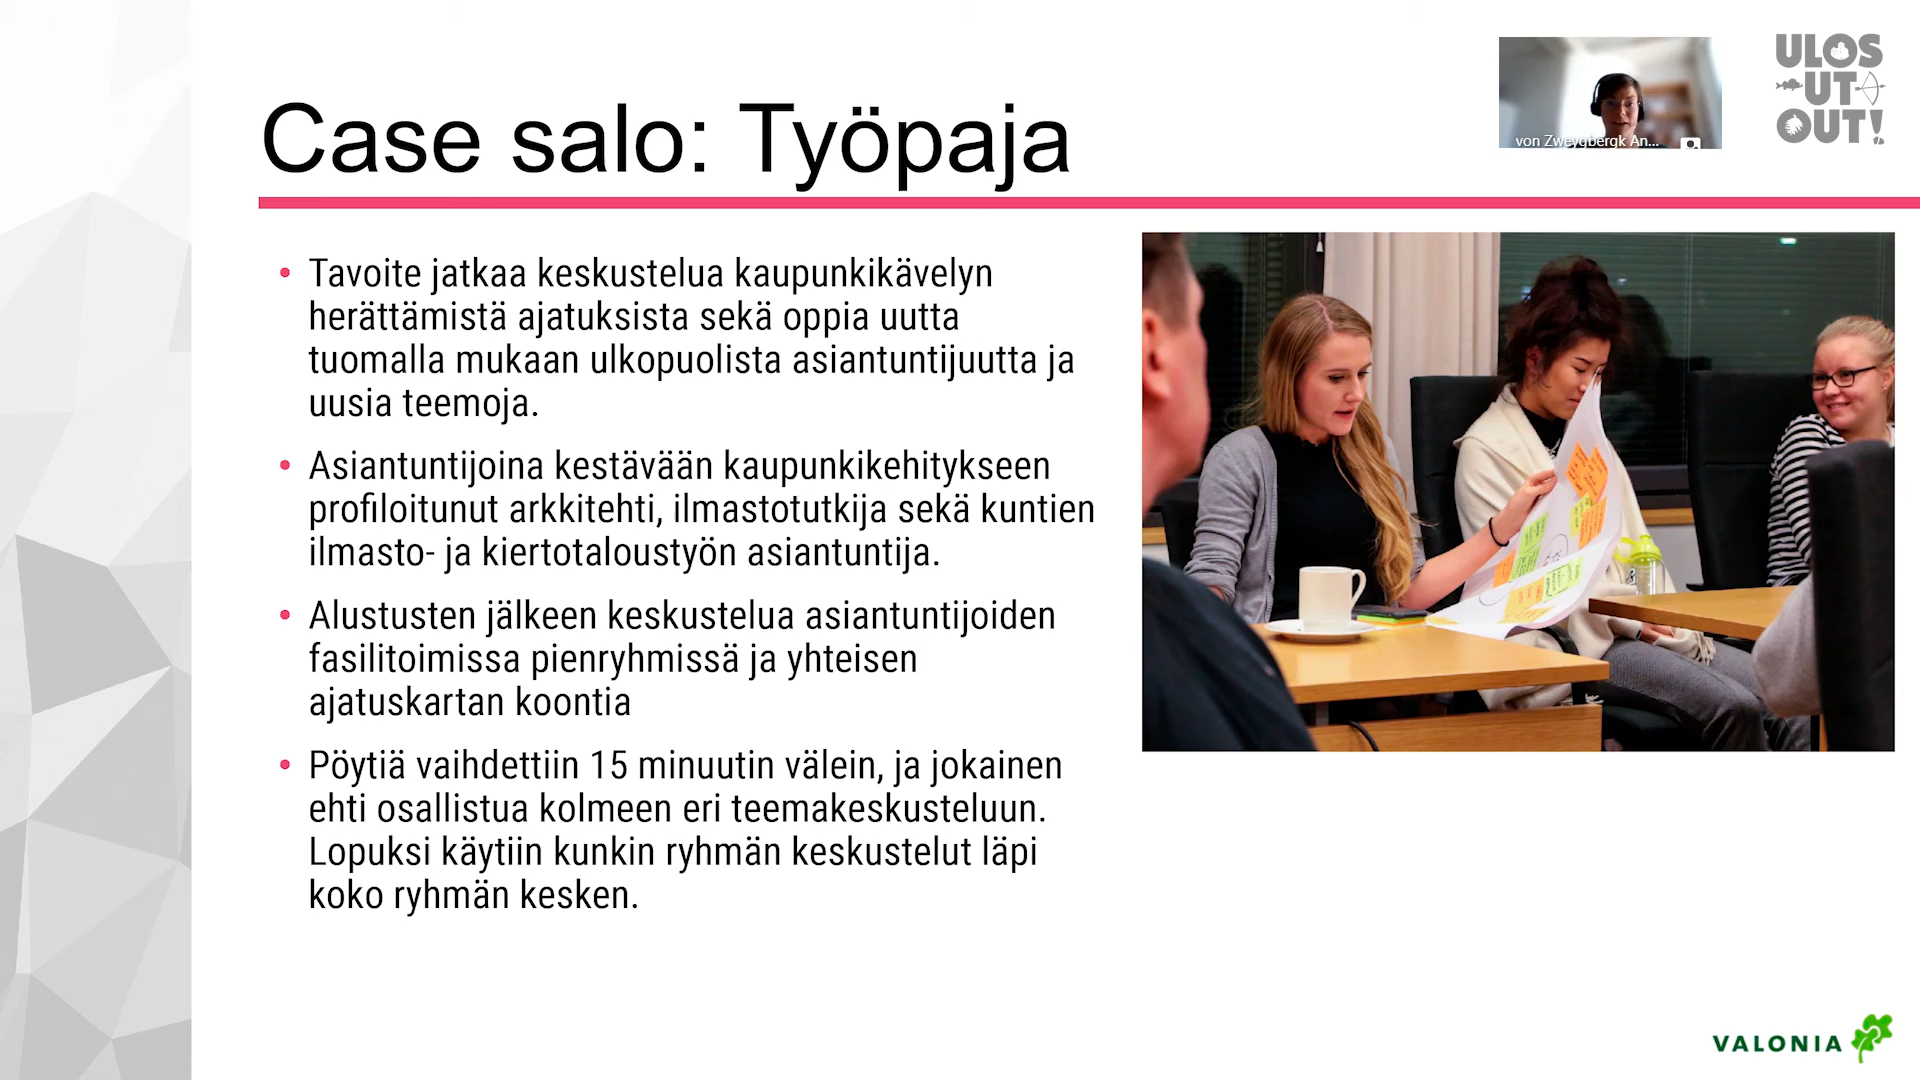 Case salo: Työpaja
von Zweygbergk An...
ULOS
UT
OUT!
Tavoite jatkaa keskustelua kaupunkikävelyn
herättämistä ajatuksista sekä oppia uutta
tuomalla mukaan ulkopuolista asiantuntijuutta ja
uusia teemoja.
Asiantuntijoina kestävään kaupunkikehitykseen
profiloitunut arkkitehti, ilmastotutkija sekä kuntien
ilmasto- ja kiertotaloustyön asiantuntija.
Alustusten jälkeen keskustelua asiantuntijoiden
fasilitoimissa pienryhmissä ja yhteisen
ajatuskartan koontia
Pöytiä vaihdettiin 15 minuutin välein, ja jokainen
ehti osallistua kolmeen eri teemakeskusteluun.
Lopuksi käytiin kunkin ryhmän keskustelut läpi
koko ryhmän kesken.
VALONIA